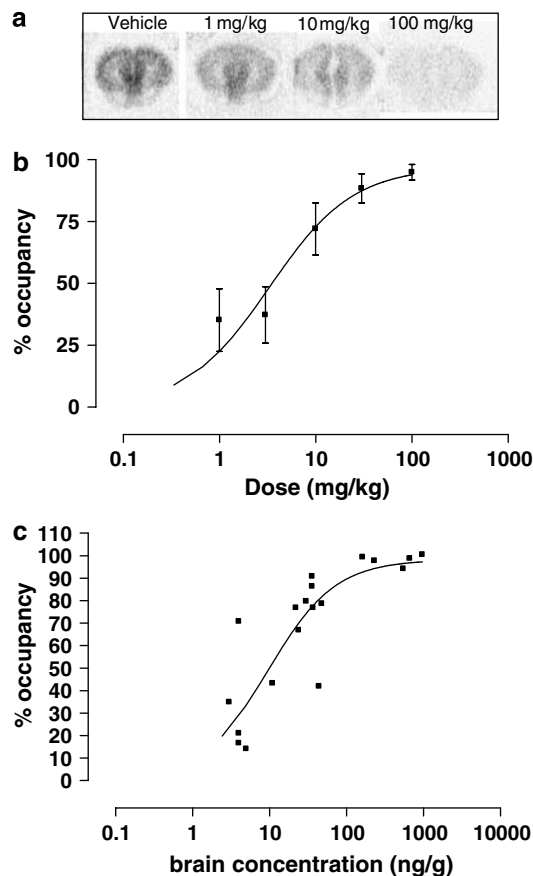 a
Vehicle 1 mg/kg 10 mg/kg 100 mg/kg
b
100
75
50
25
0
% occupancy
0.1 1 10 100 1000
Dose (mg/kg)
c
110
100
90
80
70
60
50
40
30
20
10
0
% occupancy
0.1 1 10 100 1000 10000
brain concentration (ng/g)